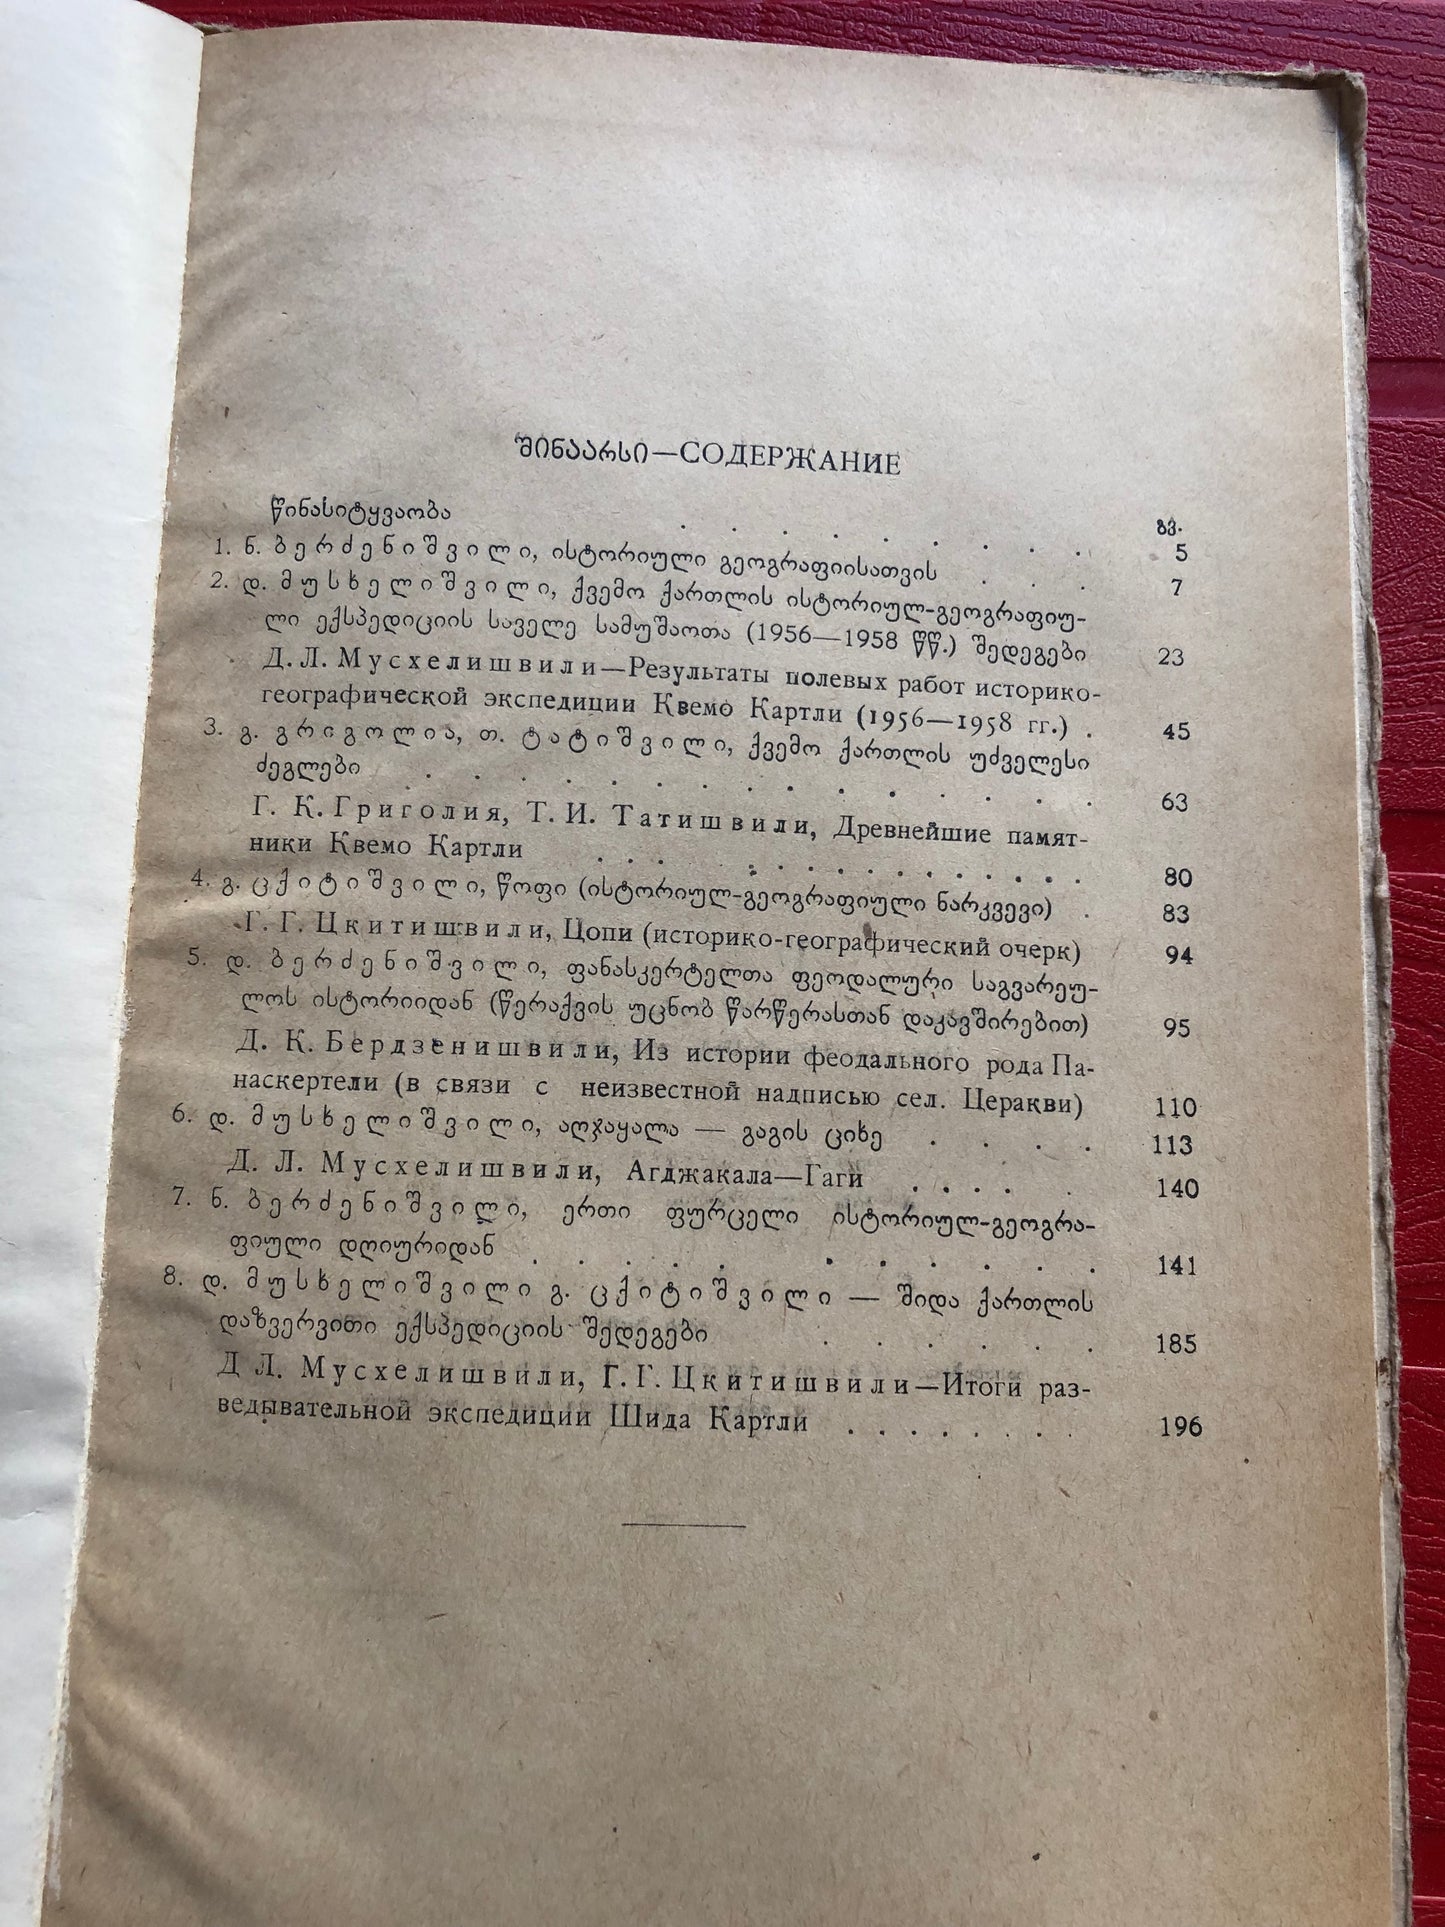 შინაარსი—СОДЕРЖАНИЕ
გვ.
წინასიტყვაობა . . . . . . . . . 5
1. ნ. ბერძენიშვილი, ისტორიული გეოგრაფიისათვის . . . 7
2. დ. მუსხელიშვილი, ქვემო ქართლის ისტორიულ-გეოგრაფიუ-
ლი ექსპედიციის საველე სამუშაოთა (1956—1958 წწ.) შედეგები 23
Д. Л. Мусхелишвили—Результаты полевых работ историко-
географической экспедиции Квемо Картли (1956—1958 гг.) . 45
3. გ. გრიგოლია, თ. ტატიშვილი, ქვემო ქართლის უძველესი
ძეგლები . . . . . . . . . . . . . . 63
Г. К. Григолия, Т. И. Татишвили, Древнейшие памят-
ники Квемо Картли . . . . . . . . . . . . . 80
4. გ. ცქიტიშვილი, წოფი (ისტორიულ-გეოგრაფიული ნარკვევი) . 83
Г. Г. Цкитишвили, Цопи (историко-географический очерк) 94
5. დ. ბერძენიშვილი, ფანასკერტელთა ფეოდალური საგვარეუ-
ლოს ისტორიიდან (წერაქვის უცნობ წარწერასთან დაკავშირებით) 95
Д. К. Бердзенишвили, Из истории феодального рода Па-
наскертели (в связи с неизвестной надписью сел. Церакви) 110
6. დ. მუსხელიშვილი, აღჯაყალა — გაგის ციხე . . . . 113
Д. Л. Мусхелишвили, Агджакала—Гаги . . . . . 140
7. ნ. ბერძენიშვილი, ერთი ფურცელი ისტორიულ-გეოგრა-
ფიული დღიურიდან . . . . . . . . . . . 141
8. დ. მუსხელიშვილი გ. ცქიტიშვილი — შიდა ქართლის
დაზვერვითი ექსპედიციის შედეგები . . . . . . 185
Д Л. Мусхелишвили, Г. Г. Цкитишвили—Итоги раз-
ведывательной экспедиции Шида Картли . . . . . . . . 196